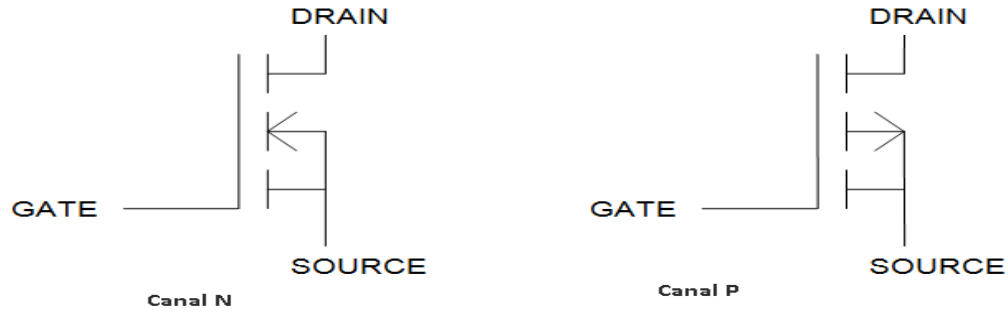 DRAIN
GATE
SOURCE
Canal N
DRAIN
GATE
SOURCE
Canal P